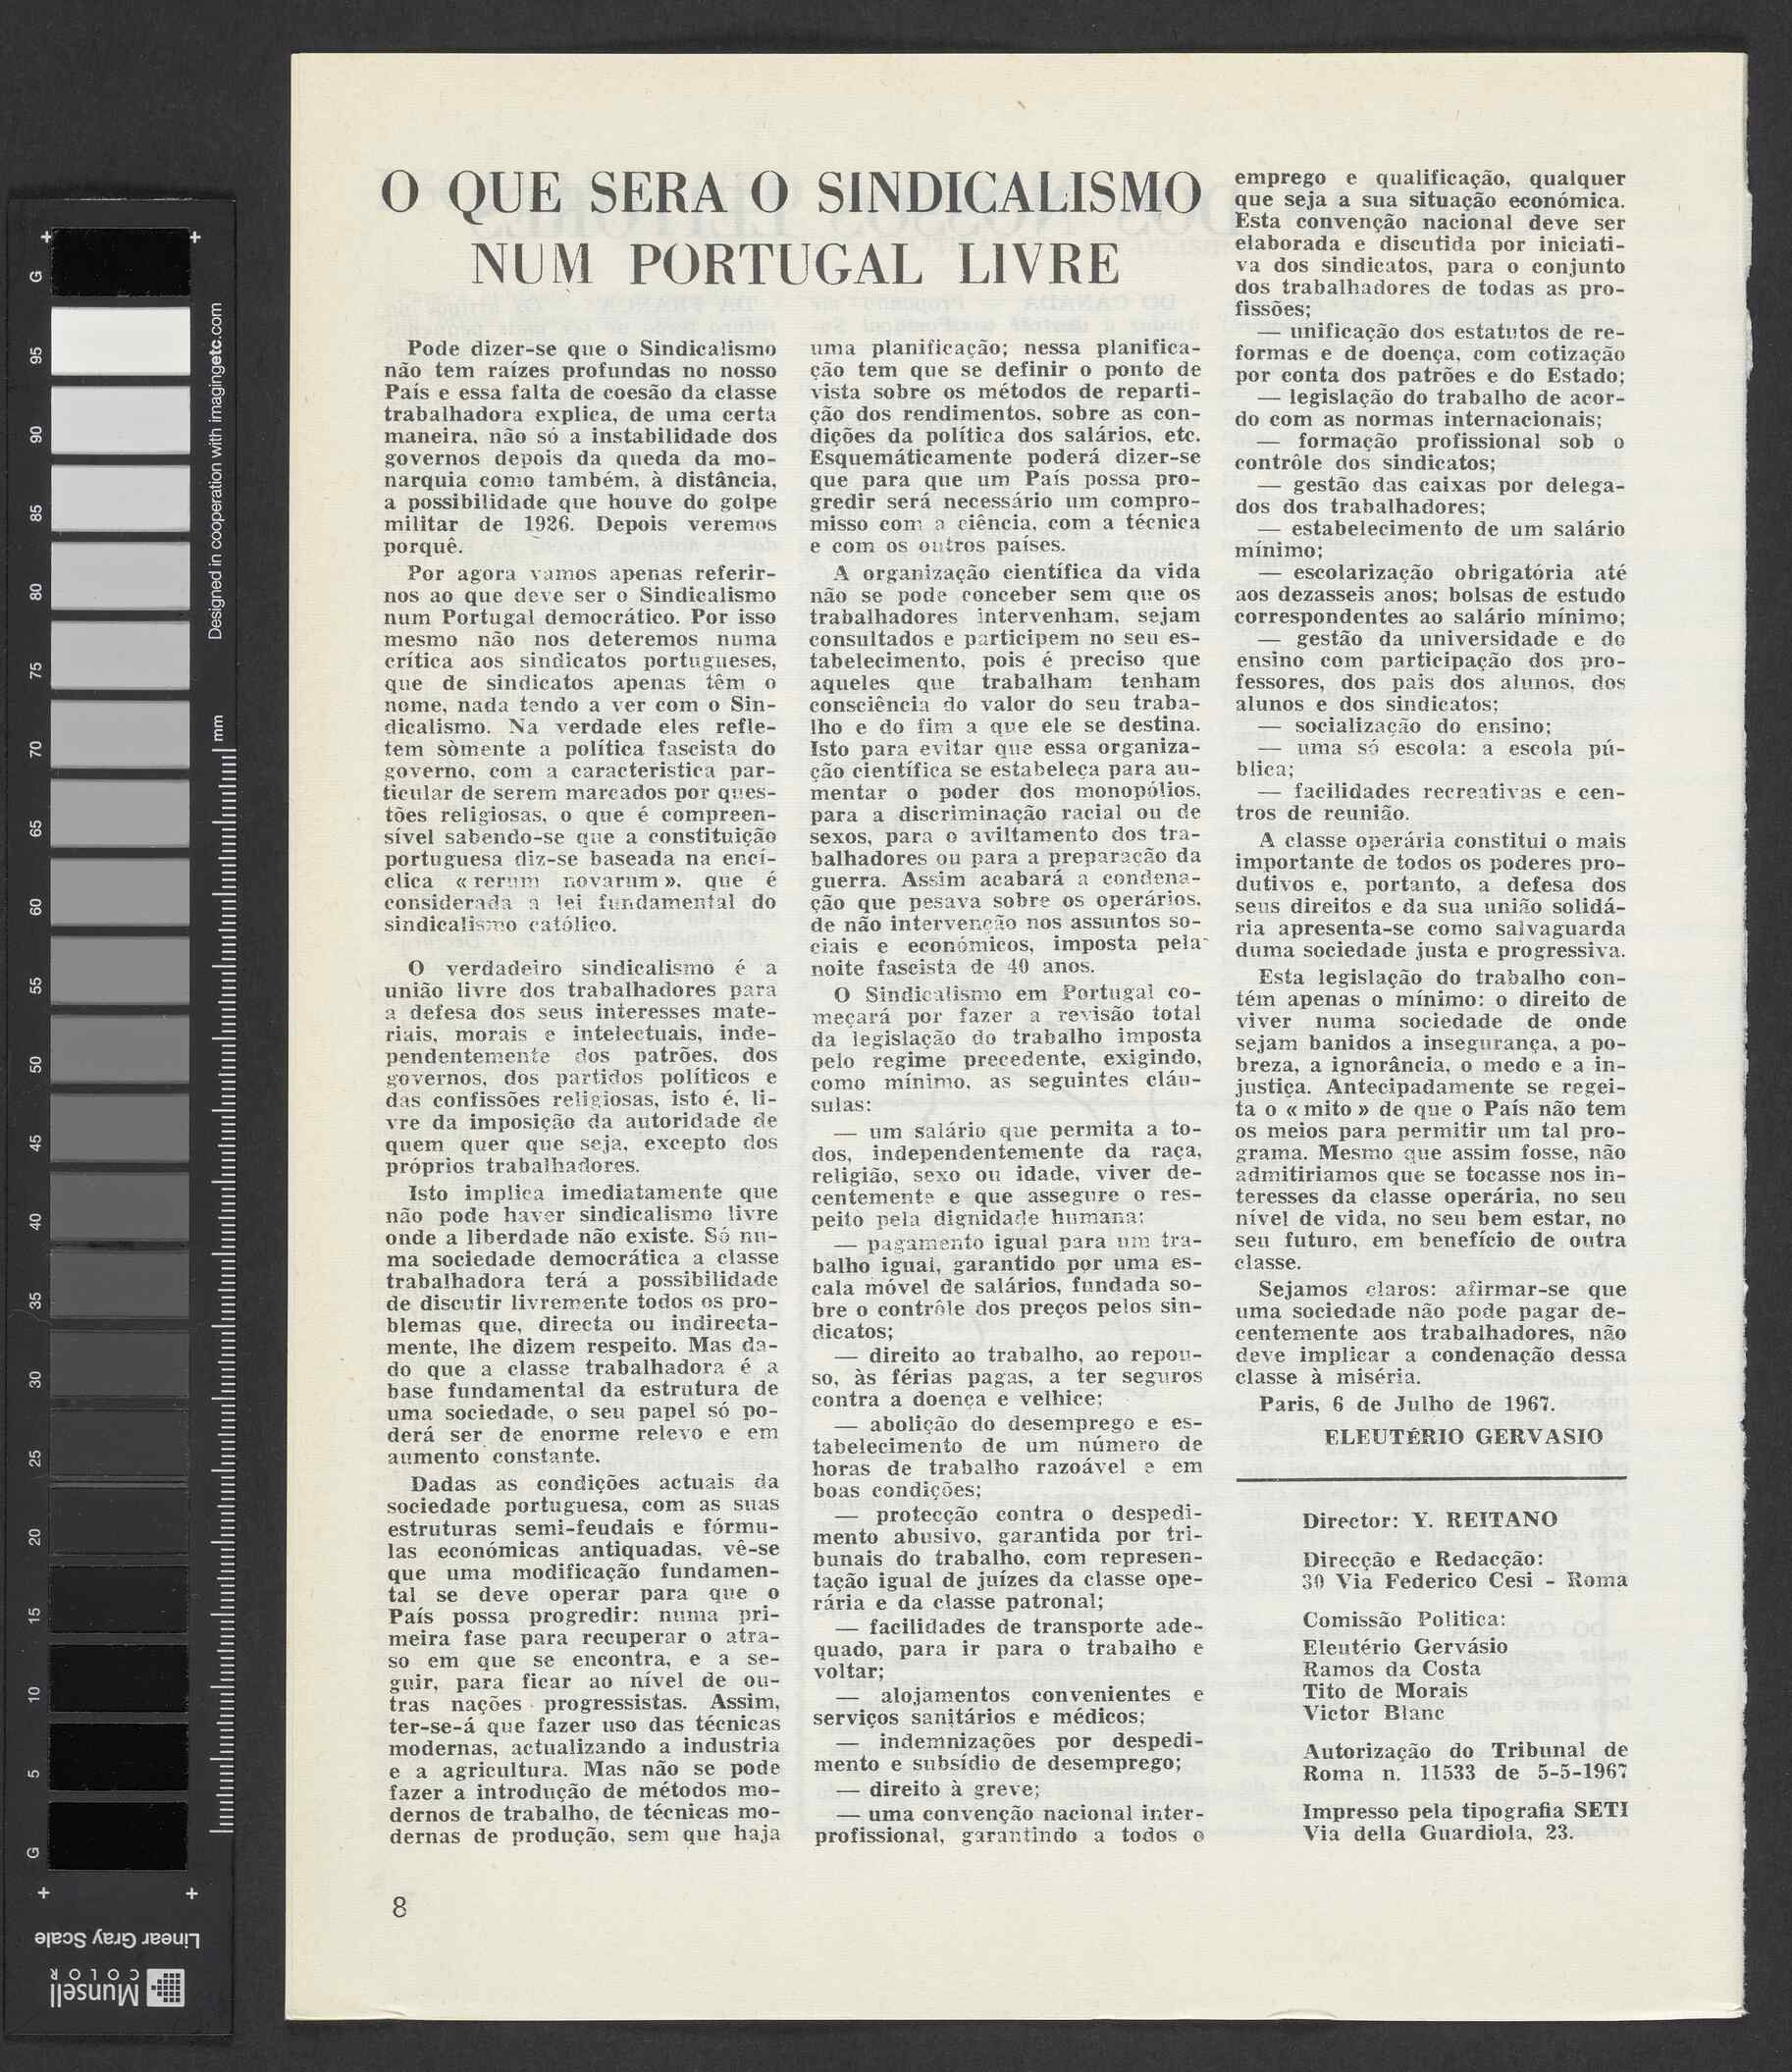 O QUE SERA O SINDICALISMO
NUM PORTUGAL LIVRE
Pode dizer-se que o Sindicalismo
não tem raízes profundas no nosso
País e essa falta de coesão da classe
trabalhadora explica, de uma certa
maneira, não só a instabilidade dos
governos depois da queda da mo-
narquia como também, à distância,
a possibilidade que houve do golpe
militar de 1926. Depois veremos
porquê.
Por agora vamos apenas referir-
nos ao que deve ser o Sindicalismo
num Portugal democrático. Por isso
mesmo não nos deteremos numa
crítica aos sindicatos portugueses,
que de sindicatos apenas têm o
nome, nada tendo a ver com o Sin-
dicalismo. Na verdade eles refle-
tem sòmente a política fascista do
governo, com a caracteristica par-
ticular de serem marcados por ques-
tões religiosas, o que é compreen-
sível sabendo-se que a constituição
portuguesa diz-se baseada na encí-
clica « rerum novarum », que é
considerada a lei fundamental do
sindicalismo católico.
O verdadeiro sindicalismo é a
união livre dos trabalhadores para
a defesa dos seus interesses mate-
riais, morais e intelectuais, inde-
pendentemente dos patrões, dos
governos, dos partidos políticos e
das confissões religiosas, isto é, li-
vre da imposição da autoridade de
quem quer que seja, excepto dos
próprios trabalhadores.
Isto implica imediatamente que
não pode haver sindicalismo livre
onde a liberdade não existe. Só nu-
ma sociedade democrática a classe
trabalhadora terá a possibilidade
de discutir livremente todos os pro-
blemas que, directa ou indirecta-
mente, lhe dizem respeito. Mas da-
do que a classe trabalhadora é a
base fundamental da estrutura de
uma sociedade, o seu papel só po-
derá ser de enorme relevo e em
aumento constante.
Dadas as condições actuais da
sociedade portuguesa, com as suas
estruturas semi-feudais e fórmu-
las económicas antiquadas, vê-se
que uma modificação fundamen-
tal se deve operar para que o
País possa progredir: numa pri-
meira fase para recuperar o atra-
so em que se encontra, e a se-
guir, para ficar ao nível de ou-
tras nações progressistas. Assim,
ter-se-á que fazer uso das técnicas
modernas, actualizando a industria
e a agricultura. Mas não se pode
fazer a introdução de métodos mo-
dernos de trabalho, de técnicas mo-
dernas de produção, sem que haja
uma planificação; nessa planifica-
ção tem que se definir o ponto de
vista sobre os métodos de reparti-
ção dos rendimentos, sobre as con-
dições da política dos salários, etc.
Esquemáticamente poderá dizer-se
que para que um País possa pro-
gredir será necessário um compro-
misso com a ciência, com a técnica
e com os outros países.
A organização científica da vida
não se pode conceber sem que os
trabalhadores intervenham, sejam
consultados e participem no seu es-
tabelecimento, pois é preciso que
aqueles que trabalham tenham
consciência do valor do seu traba-
lho e do fim a que ele se destina.
Isto para evitar que essa organiza-
ção científica se estabeleça para au-
mentar o poder dos monopólios,
para a discriminação racial ou de
sexos, para o aviltamento dos tra-
balhadores ou para a preparação da
guerra. Assim acabará a condena-
ção que pesava sobre os operários,
de não intervenção nos assuntos so-
ciais e económicos, imposta pela
noite fascista de 40 anos.
O Sindicalismo em Portugal co-
meçará por fazer a revisão total
da legislação do trabalho imposta
pelo regime precedente, exigindo,
como mínimo, as seguintes cláu-
sulas:
— um salário que permita a to-
dos, independentemente da raça,
religião, sexo ou idade, viver de-
centemente e que assegure o res-
peito pela dignidade humana;
— pagamento igual para um tra-
balho igual, garantido por uma es-
cala móvel de salários, fundada so-
bre o contrôle dos preços pelos sin-
dicatos;
— direito ao trabalho, ao repou-
so, às férias pagas, a ter seguros
contra a doença e velhice;
— abolição do desemprego e es-
tabelecimento de um número de
horas de trabalho razoável e em
boas condições;
— protecção contra o despedi-
mento abusivo, garantida por tri-
bunais do trabalho, com represen-
tação igual de juízes da classe ope-
rária e da classe patronal;
— facilidades de transporte ade-
quado, para ir para o trabalho e
voltar;
— alojamentos convenientes e
serviços sanitários e médicos;
— indemnizações por despedi-
mento e subsídio de desemprego;
— direito à greve;
— uma convenção nacional inter-
profissional, garantindo a todos o
emprego e qualificação, qualquer
que seja a sua situação económica.
Esta convenção nacional deve ser
elaborada e discutida por iniciati-
va dos sindicatos, para o conjunto
dos trabalhadores de todas as pro-
fissões;
— unificação dos estatutos de re-
formas e de doença, com cotização
por conta dos patrões e do Estado;
— legislação do trabalho de acor-
do com as normas internacionais;
— formação profissional sob o
contrôle dos sindicatos;
— gestão das caixas por delega-
dos dos trabalhadores;
— estabelecimento de um salário
mínimo;
— escolarização obrigatória até
aos dezasseis anos; bolsas de estudo
correspondentes ao salário mínimo;
— gestão da universidade e do
ensino com participação dos pro-
fessores, dos pais dos alunos, dos
alunos e dos sindicatos;
— socialização do ensino;
— uma só escola: a escola pú-
blica;
— facilidades recreativas e cen-
tros de reunião.
A classe operária constitui o mais
importante de todos os poderes pro-
dutivos e, portanto, a defesa dos
seus direitos e da sua união solidá-
ria apresenta-se como salvaguarda
duma sociedade justa e progressiva.
Esta legislação do trabalho con-
tém apenas o mínimo: o direito de
viver numa sociedade de onde
sejam banidos a insegurança, a po-
breza, a ignorância, o medo e a in-
justiça. Antecipadamente se regei-
ta o « mito » de que o País não tem
os meios para permitir um tal pro-
grama. Mesmo que assim fosse, não
admitiriamos que se tocasse nos in-
teresses da classe operária, no seu
nível de vida, no seu bem estar, no
seu futuro, em benefício de outra
classe.
Sejamos claros: afirmar-se que
uma sociedade não pode pagar de-
centemente aos trabalhadores, não
deve implicar a condenação dessa
classe à miséria.
Paris, 6 de Julho de 1967.
ELEUTÉRIO GERVASIO
Director: Y. REITANO
Direcção e Redacção:
30 Via Federico Cesi - Roma
Comissão Politica:
Eleutério Gervásio
Ramos da Costa
Tito de Morais
Victor Blanc
Autorização do Tribunal de
Roma n. 11533 de 5-5-1967
Impresso pela tipografia SETI
Via della Guardiola, 23.
8
G
95
90
85
80
75
70
65
60
55
50
45
40
35
30
25
20
15
10
5
G
Designed in cooperation with imagingetc.com
mm
Linear Gray Scale
Munsell
COLOR